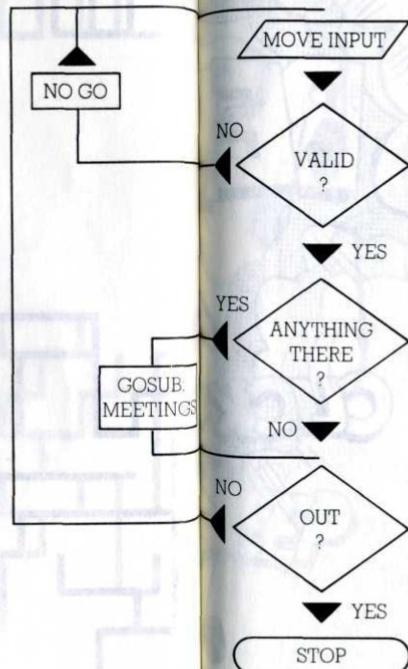 MOVE INPUT
NO GO
NO
VALID
?
YES
YES
ANYTHING
THERE
?
GOSUB:
MEETINGS
NO
NO
OUT
?
YES
STOP